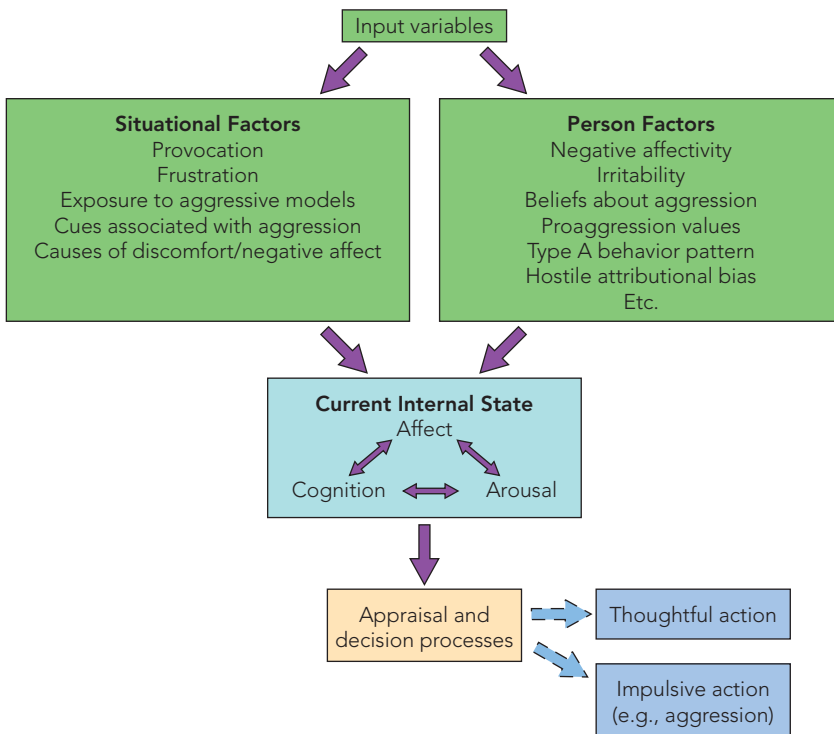 Input variables
Situational Factors
Provocation
Frustration
Exposure to aggressive models
Cues associated with aggression
Causes of discomfort/negative affect
Person Factors
Negative affectivity
Irritability
Beliefs about aggression
Proaggression values
Type A behavior pattern
Hostile attributional bias
Etc.
Current Internal State
Affect
Cognition
Arousal
Appraisal and
decision processes
Thoughtful action
Impulsive action
(e.g., aggression)